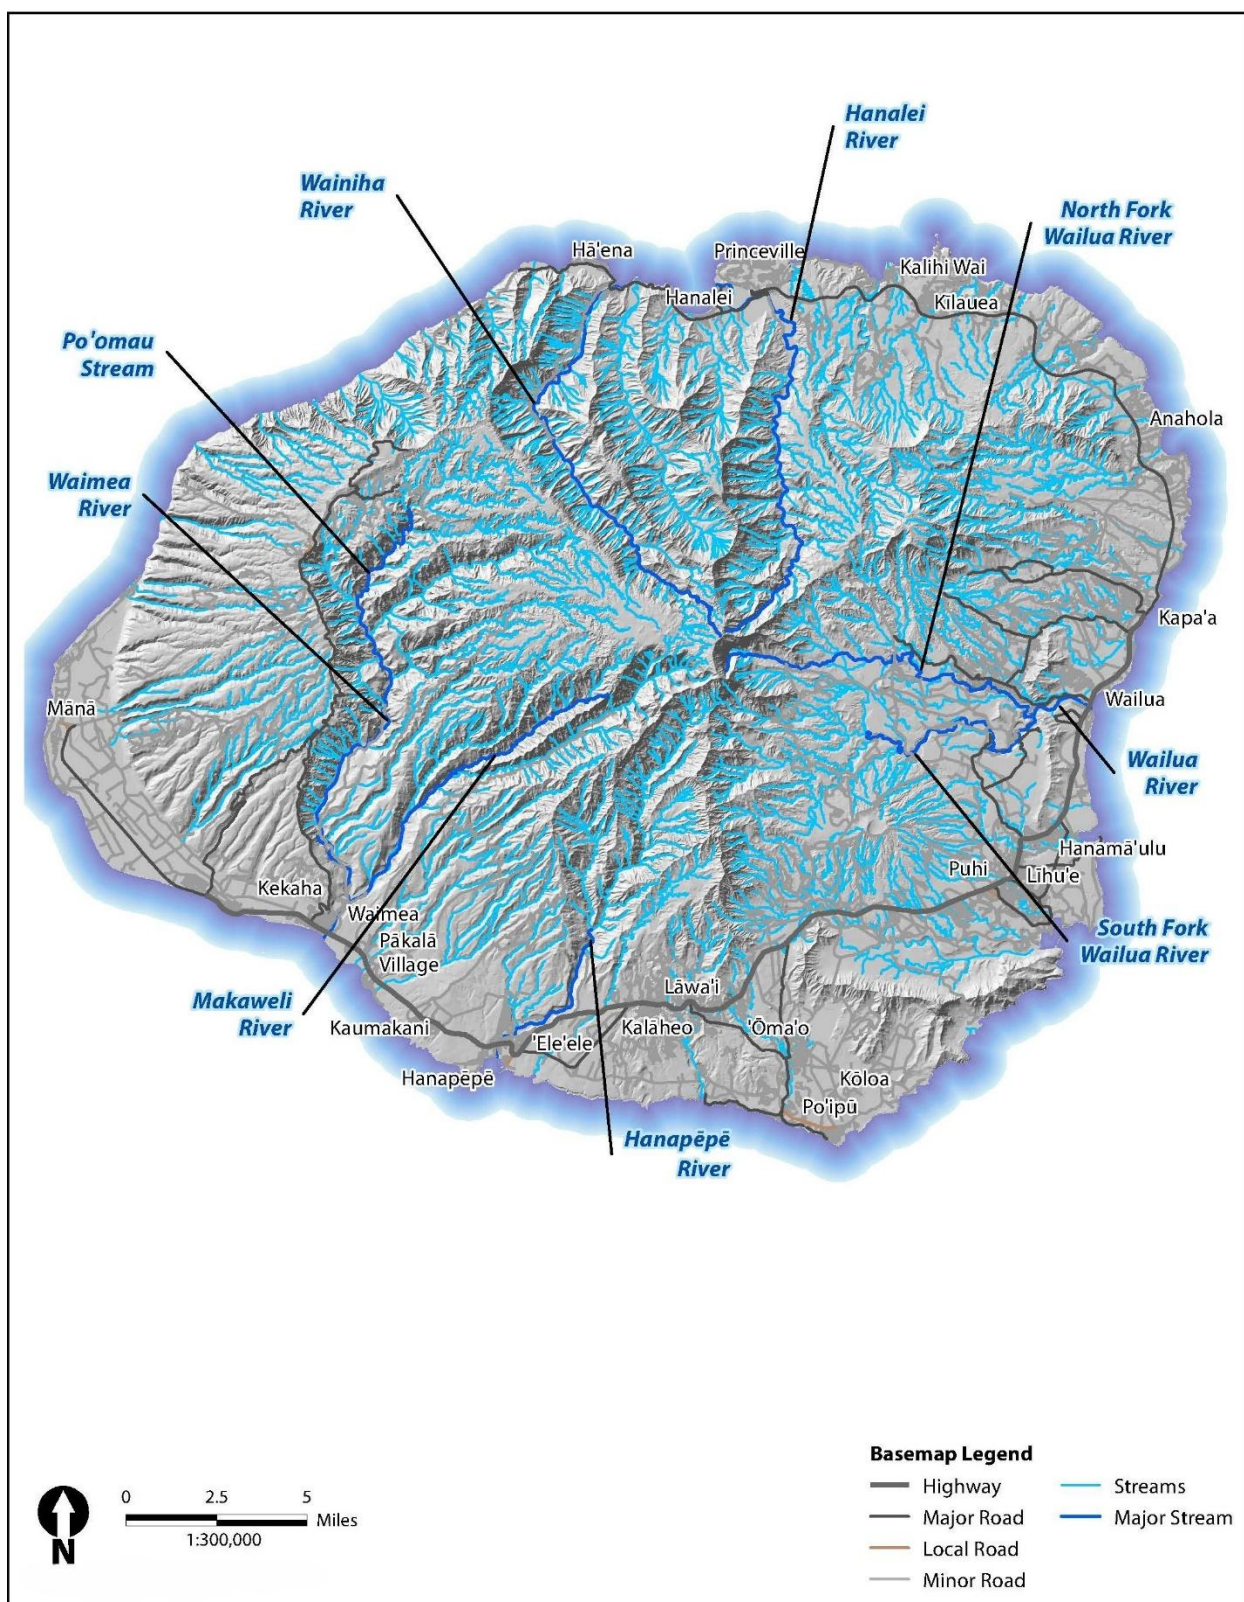 Hanalei
River
Wainiha
River
North Fork
Wailua River
Hā'ena
Princeville
Kalihi Wai
Hanalei
Kīlauea
Po'omau
Stream
Anahola
Waimea
River
Kapa'a
Mānā
Wailua
Wailua
River
Hanamā'ulu
Puhi
Līhu'e
Kekaha
Waimea
Pākalā
Village
South Fork
Wailua River
Makaweli
River
Lāwa'i
Kaumakani
'Ele'ele
Kalāheo
'Ōma'o
Hanapēpē
Kōloa
Po'ipū
Hanapēpē
River
Basemap Legend
Highway
Streams
Major Road
Major Stream
Local Road
Minor Road
0 2.5 5
Miles
1:300,000
N